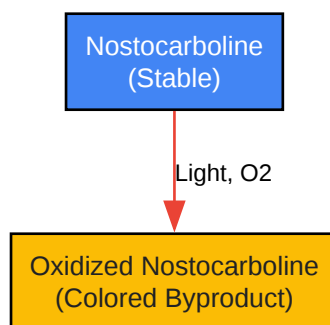 Nostocarboline
(Stable)
Light, O2
Oxidized Nostocarboline
(Colored Byproduct)